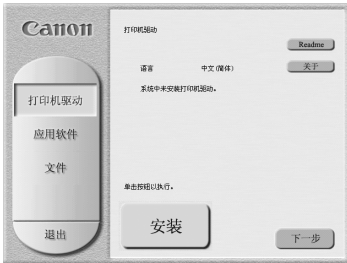 Canon
打印机驱动
应用软件
文件
退出
打印机驱动
Readme
语言 中文(简体) 关于
系统中未安装打印机驱动。
单击按钮以执行。
安装
下一步